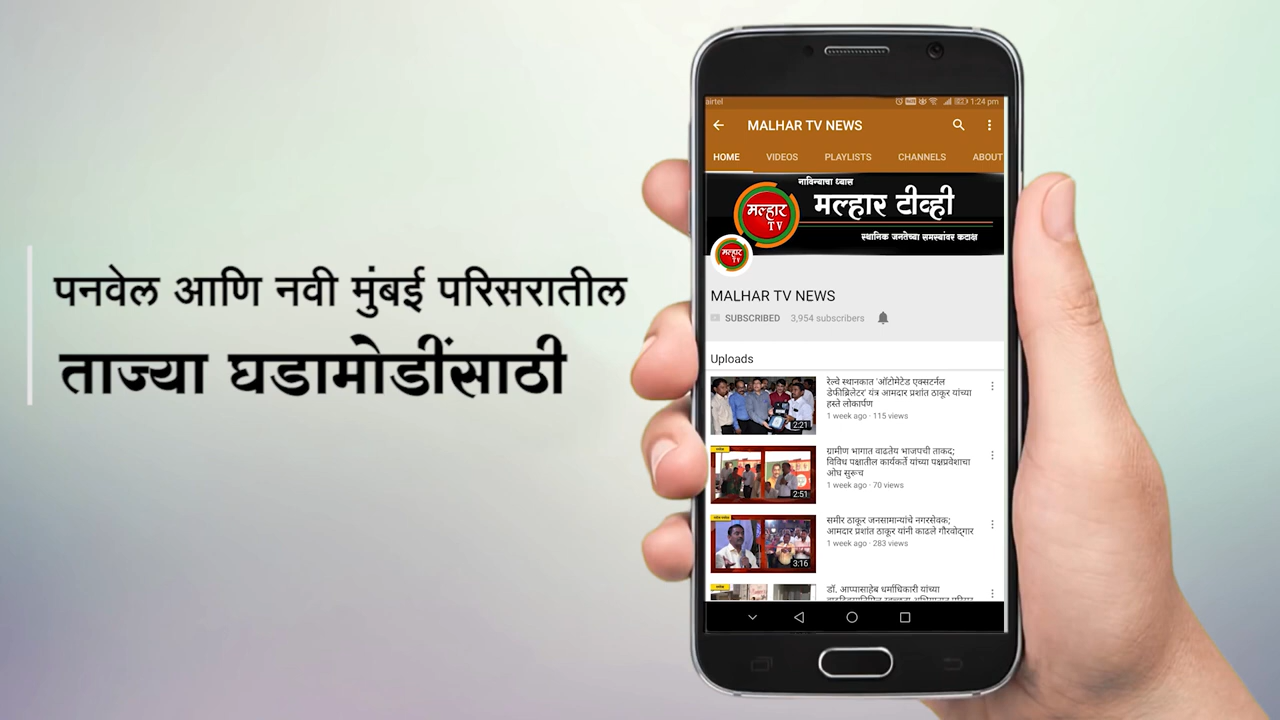 पनवेल आणि नवी मुंबई परिसरातील
ताज्या घडामोडींसाठी
airtel
1:24 pm
MALHAR TV NEWS
HOME VIDEOS PLAYLISTS CHANNELS ABOUT
नाविन्याचा ध्यास
मल्हार टीव्ही
स्थानिक जनतेच्या समस्यांवर कटाक्ष
मल्हार
TV
मल्हार
TV
MALHAR TV NEWS
SUBSCRIBED 3,954 subscribers
Uploads
रेल्वे स्थानकात 'ऑटोमेटेड एक्सटर्नल
डेफीब्रिलेटर' यंत्र आमदार प्रशांत ठाकूर यांच्या
हस्ते लोकार्पण
1 week ago · 115 views
2:21
ग्रामीण भागात वाढतेय भाजपची ताकद;
विविध पक्षातील कार्यकर्ते यांच्या पक्षप्रवेशाचा
ओघ सुरूच
1 week ago · 70 views
2:51
समीर ठाकूर जनसामान्यांचे नगरसेवक;
आमदार प्रशांत ठाकूर यांनी काढले गौरवोद्गार
1 week ago · 283 views
3:16
डॉ. आप्पासाहेब धर्माधिकारी यांच्या